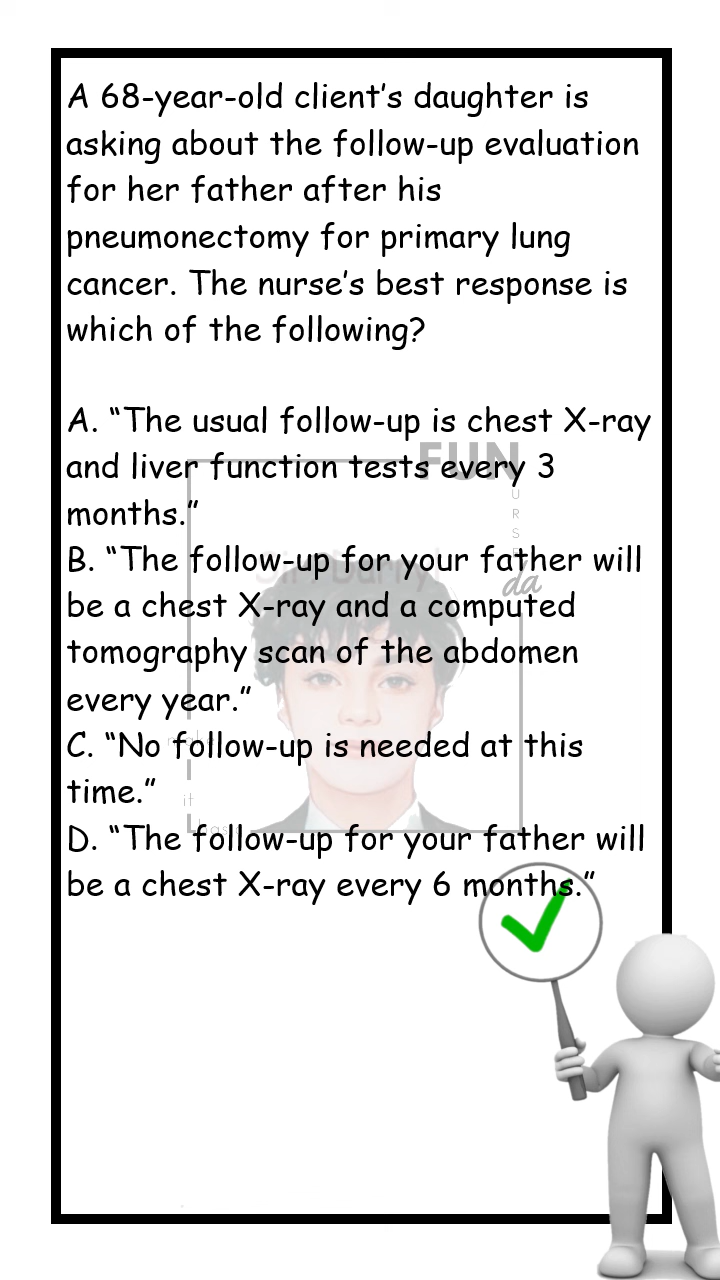 A 68-year-old client’s daughter is
asking about the follow-up evaluation
for her father after his
pneumonectomy for primary lung
cancer. The nurse’s best response is
which of the following?
A. “The usual follow-up is chest X-ray
and liver function tests every 3
months.”
B. “The follow-up for your father will
be a chest X-ray and a computed
tomography scan of the abdomen
every year.”
C. “No follow-up is needed at this
time.”
D. “The follow-up for your father will
be a chest X-ray every 6 months.”
FUN
URSE
da
it